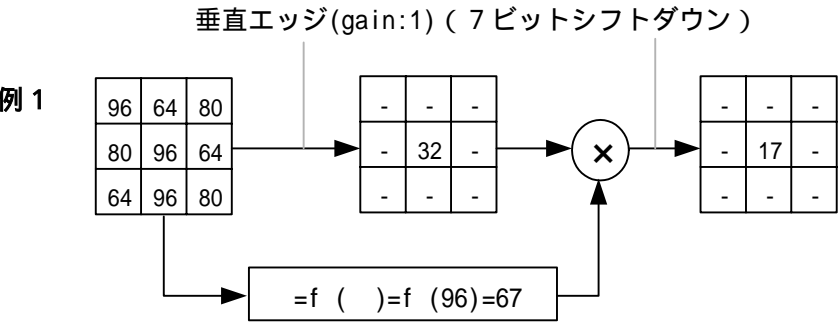 垂直エッジ(gain:1)(7ビットシフトダウン)
例1
96 64 80
80 96 64
64 96 80
- - -
- 32 -
- - -
×
- - -
- 17 -
- - -
=f ( )=f (96)=67